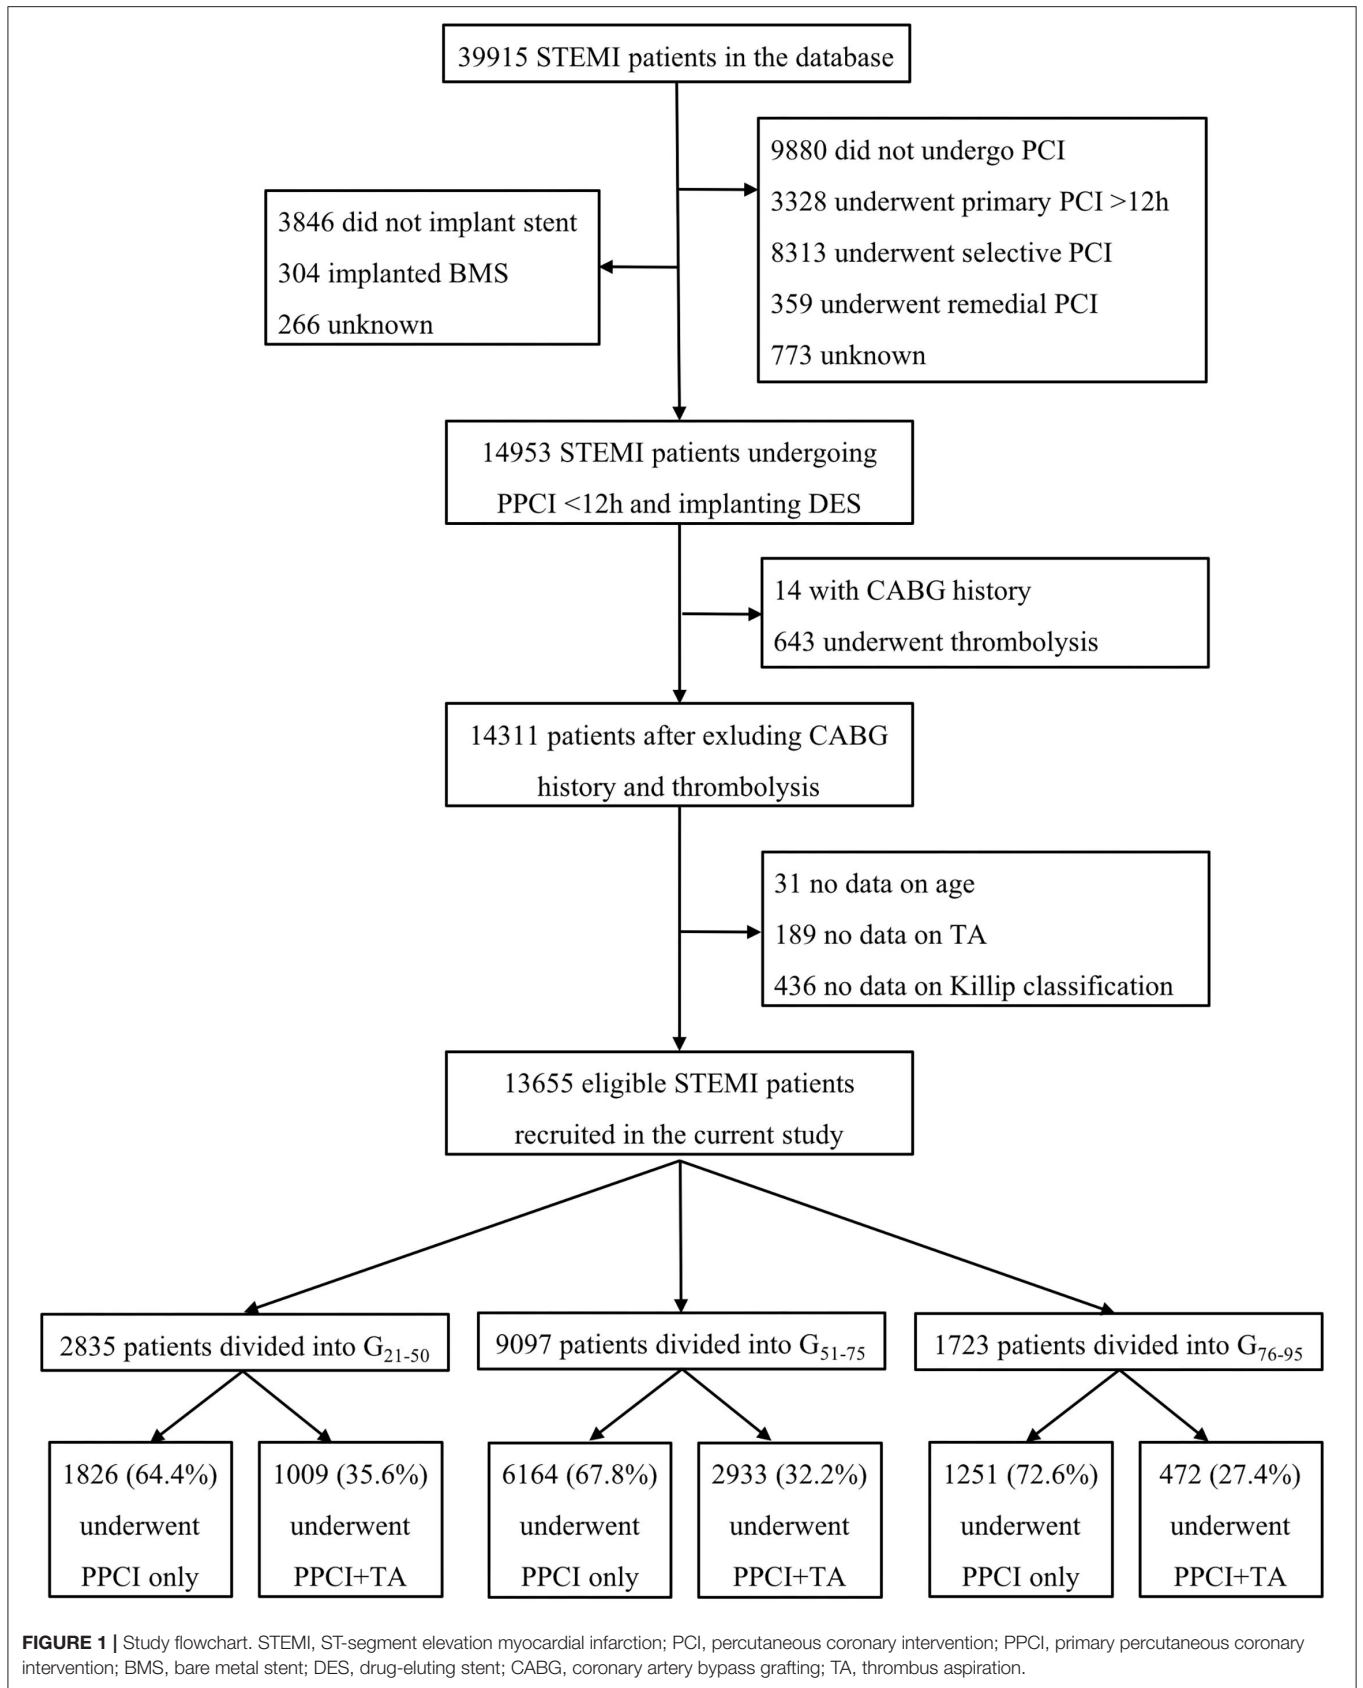 39915 STEMI patients in the database
9880 did not undergo PCI
3328 underwent primary PCI >12h
8313 underwent selective PCI
359 underwent remedial PCI
773 unknown
3846 did not implant stent
304 implanted BMS
266 unknown
14953 STEMI patients undergoing
PPCI <12h and implanting DES
14 with CABG history
643 underwent thrombolysis
14311 patients after exluding CABG
history and thrombolysis
31 no data on age
189 no data on TA
436 no data on Killip classification
13655 eligible STEMI patients
recruited in the current study
2835 patients divided into G21-50
9097 patients divided into G51-75
1723 patients divided into G76-95
1826 (64.4%)
underwent
PPCI only
1009 (35.6%)
underwent
PPCI+TA
6164 (67.8%)
underwent
PPCI only
2933 (32.2%)
underwent
PPCI+TA
1251 (72.6%)
underwent
PPCI only
472 (27.4%)
underwent
PPCI+TA
FIGURE 1 | Study flowchart. STEMI, ST-segment elevation myocardial infarction; PCI, percutaneous coronary intervention; PPCI, primary percutaneous coronary
intervention; BMS, bare metal stent; DES, drug-eluting stent; CABG, coronary artery bypass grafting; TA, thrombus aspiration.